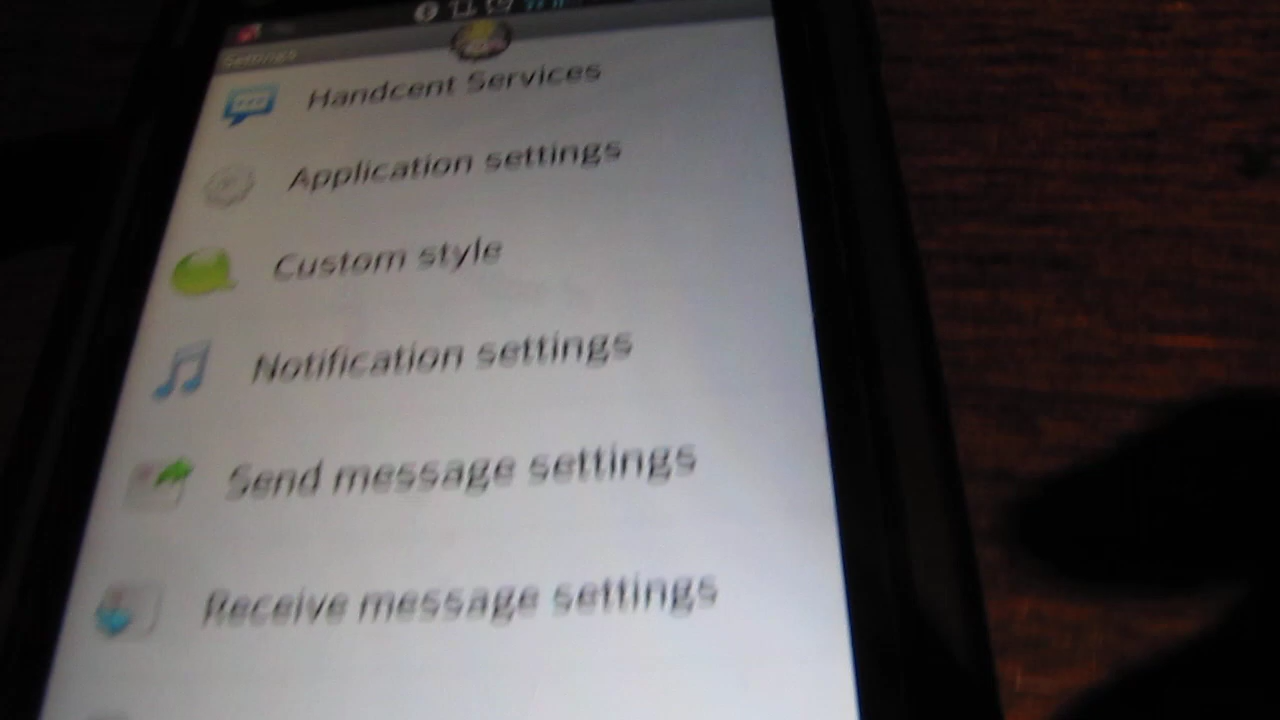 Settings
Handcent Services
Application settings
Custom style
Notification settings
Send message settings
Receive message settings